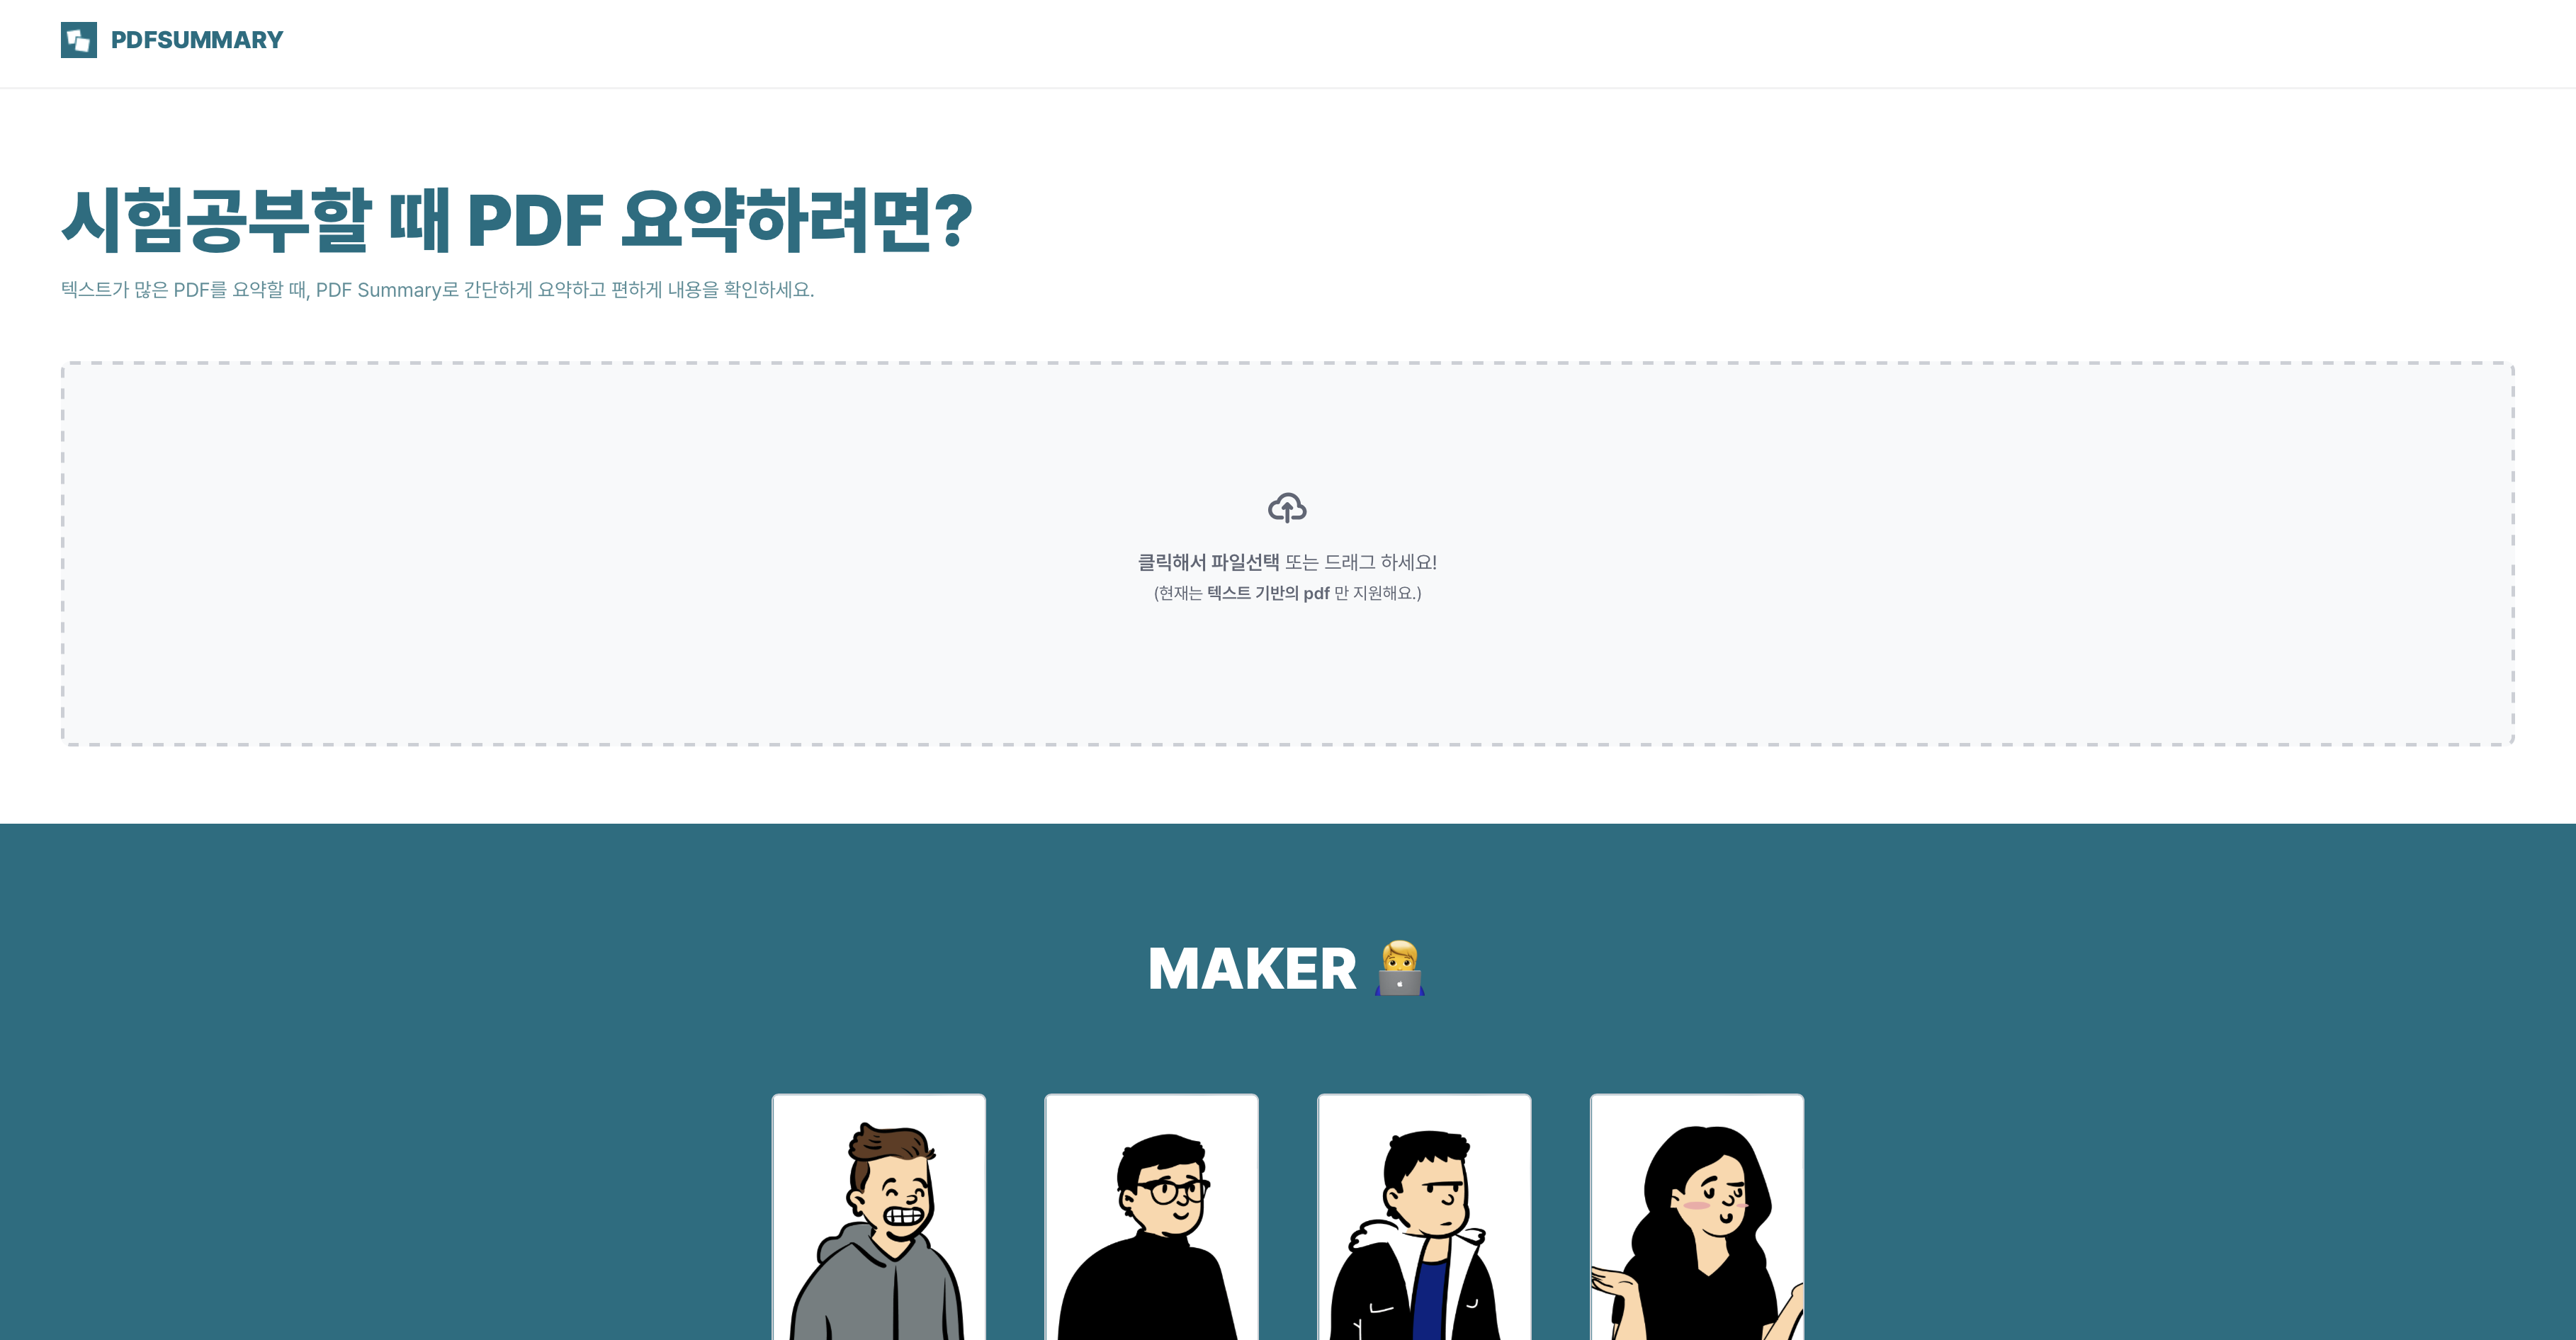 PDFSUMMARY
시험공부할 때 PDF 요약하려면?
텍스트가 많은 PDF를 요약할 때, PDF Summary로 간단하게 요약하고 편하게 내용을 확인하세요.
클릭해서 파일선택 또는 드래그 하세요!
(현재는 텍스트 기반의 pdf 만 지원해요.)
MAKER 🧑‍💻